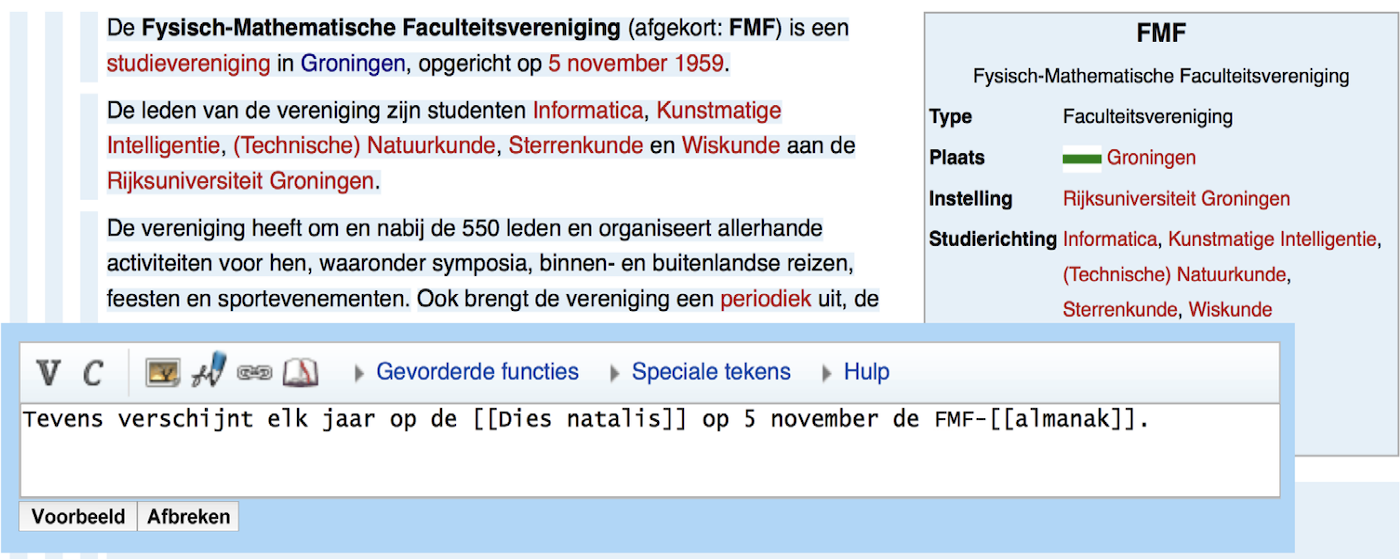 De Fysisch-Mathematische Faculteitsvereniging (afgekort: FMF) is een
studievereniging in Groningen, opgericht op 5 november 1959.
De leden van de vereniging zijn studenten Informatica, Kunstmatige
Intelligentie, (Technische) Natuurkunde, Sterrenkunde en Wiskunde aan de
Rijksuniversiteit Groningen.
De vereniging heeft om en nabij de 550 leden en organiseert allerhande
activiteiten voor hen, waaronder symposia, binnen- en buitenlandse reizen,
feesten en sportevenementen. Ook brengt de vereniging een periodiek uit, de
FMF
Fysisch-Mathematische Faculteitsvereniging
Type Faculteitsvereniging
Plaats Groningen
Instelling Rijksuniversiteit Groningen
Studierichting Informatica, Kunstmatige Intelligentie,
(Technische) Natuurkunde,
Sterrenkunde, Wiskunde
V C Gevorderde functies Speciale tekens Hulp
Tevens verschijnt elk jaar op de [[Dies natalis]] op 5 november de FMF-[[almanak]].
Voorbeeld Afbreken